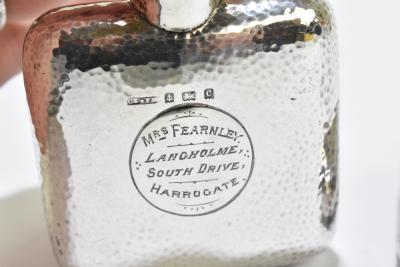 MRS FEARNLEY
LANGHOLME,
SOUTH DRIVE,
HARROGATE.